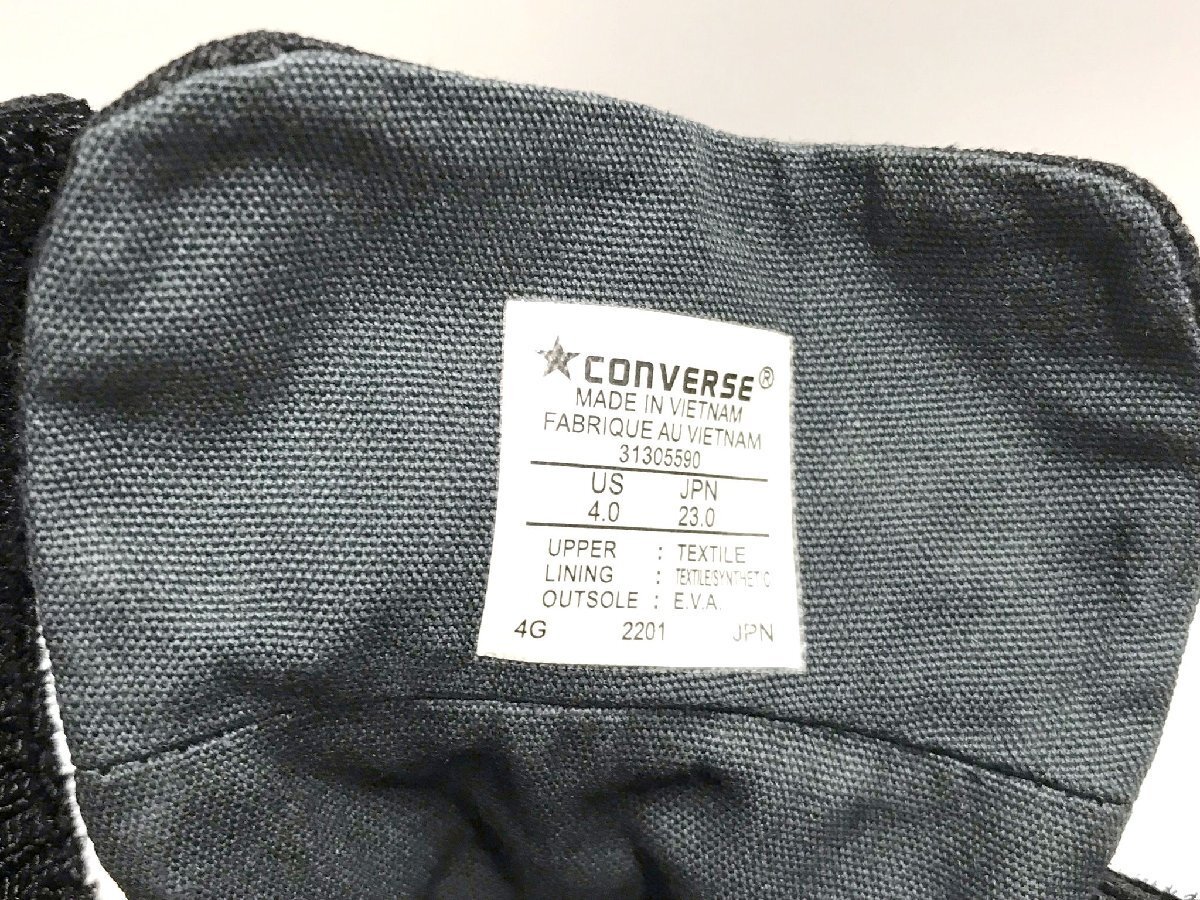 CONVERSE®
MADE IN VIETNAM
FABRIQUE AU VIETNAM
31305590
US JPN
4.0 23.0
UPPER : TEXTILE
LINING : TEXTILE/SYNTHETIC
OUTSOLE : E.V.A.
4G 2201 JPN